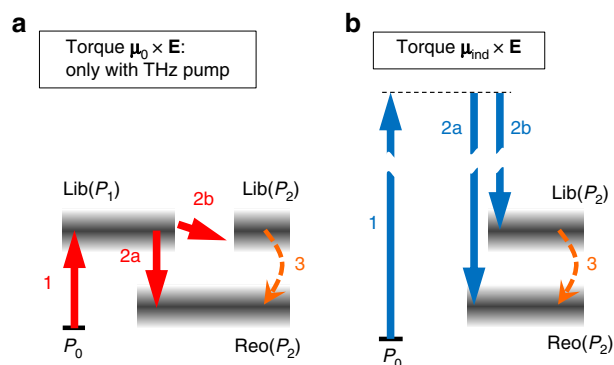 a
Torque μ₀ × E:
only with THz pump
Lib(P₁)
Lib(P₂)
2b
2a
1
3
P₀
Reo(P₂)
b
Torque μind × E
2a
2b
Lib(P₂)
1
3
P₀
Reo(P₂)